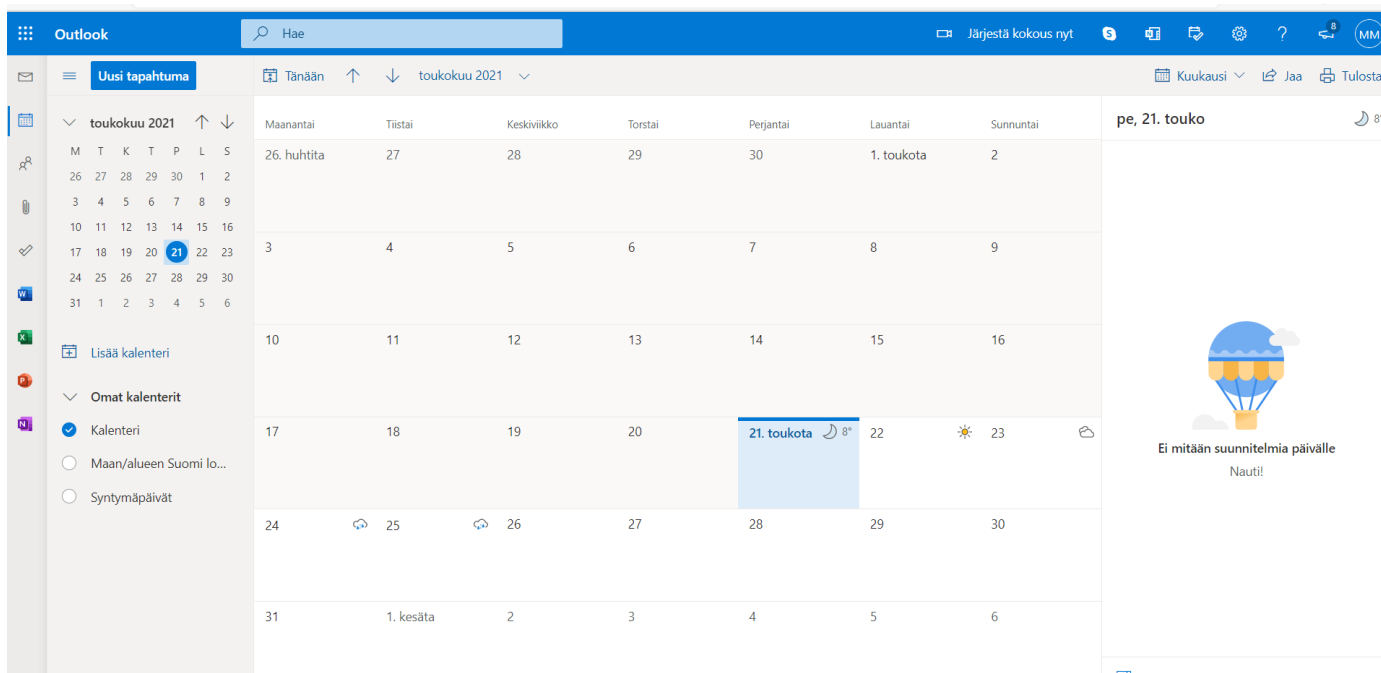 Outlook
Hae
Järjestä kokous nyt
8
MM
Uusi tapahtuma
Tänään
toukokuu 2021
Kuukausi
Jaa
Tulosta
toukokuu 2021
M T K T P L S
26 27 28 29 30 1 2
3 4 5 6 7 8 9
10 11 12 13 14 15 16
17 18 19 20 21 22 23
24 25 26 27 28 29 30
31 1 2 3 4 5 6
Lisää kalenteri
Omat kalenterit
Kalenteri
Maan/alueen Suomi lo...
Syntymäpäivät
Maanantai Tiistai Keskiviikko Torstai Perjantai Lauantai Sunnuntai
26. huhtita 27 28 29 30 1. toukota 2
3 4 5 6 7 8 9
10 11 12 13 14 15 16
17 18 19 20 21. toukota 8° 22 23
24 25 26 27 28 29 30
31 1. kesäta 2 3 4 5 6
pe, 21. touko 8°
Ei mitään suunnitelmia päivälle
Nauti!